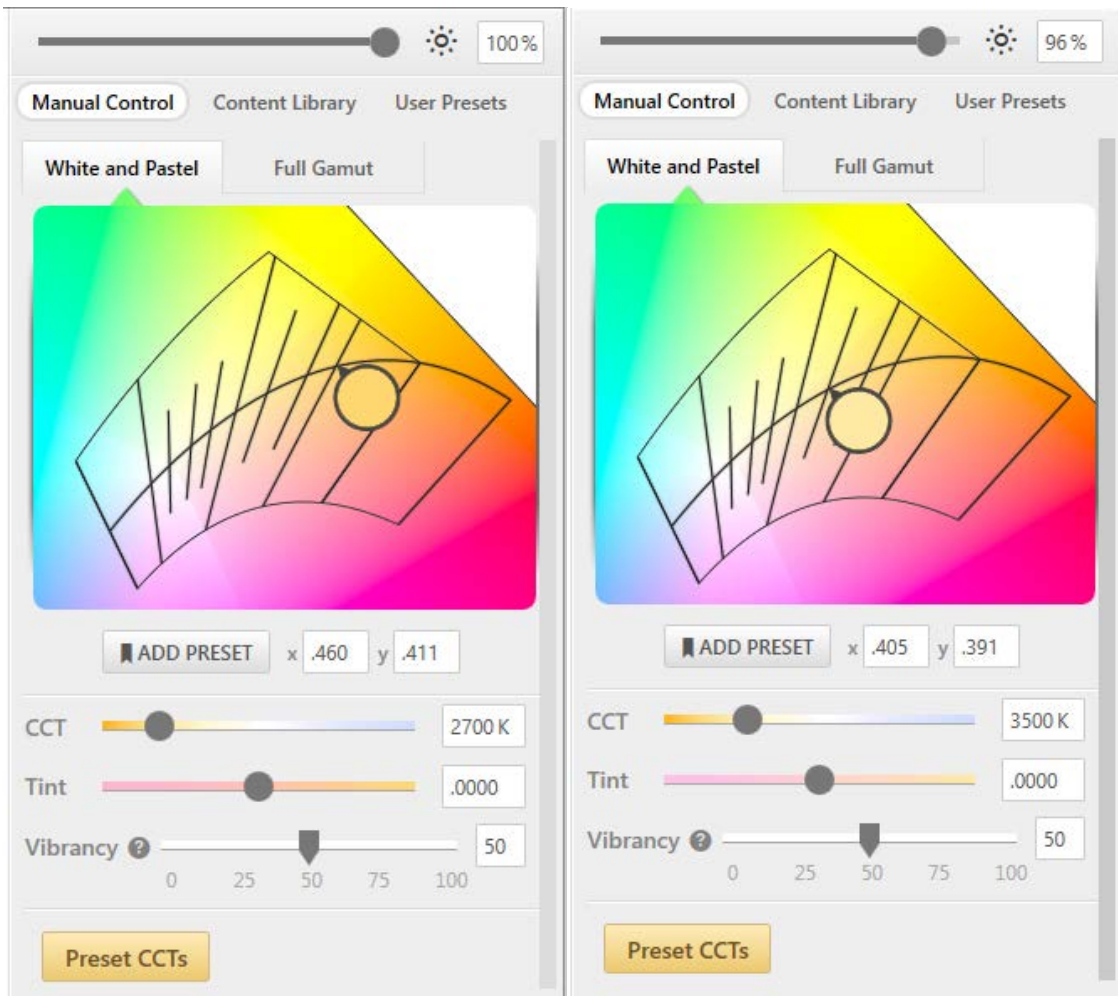 100%
Manual Control Content Library User Presets
White and Pastel Full Gamut
ADD PRESET x .460 y .411
CCT 2700 K
Tint .0000
Vibrancy ? 50
0 25 50 75 100
Preset CCTs
96%
Manual Control Content Library User Presets
White and Pastel Full Gamut
ADD PRESET x .405 y .391
CCT 3500 K
Tint .0000
Vibrancy ? 50
0 25 50 75 100
Preset CCTs